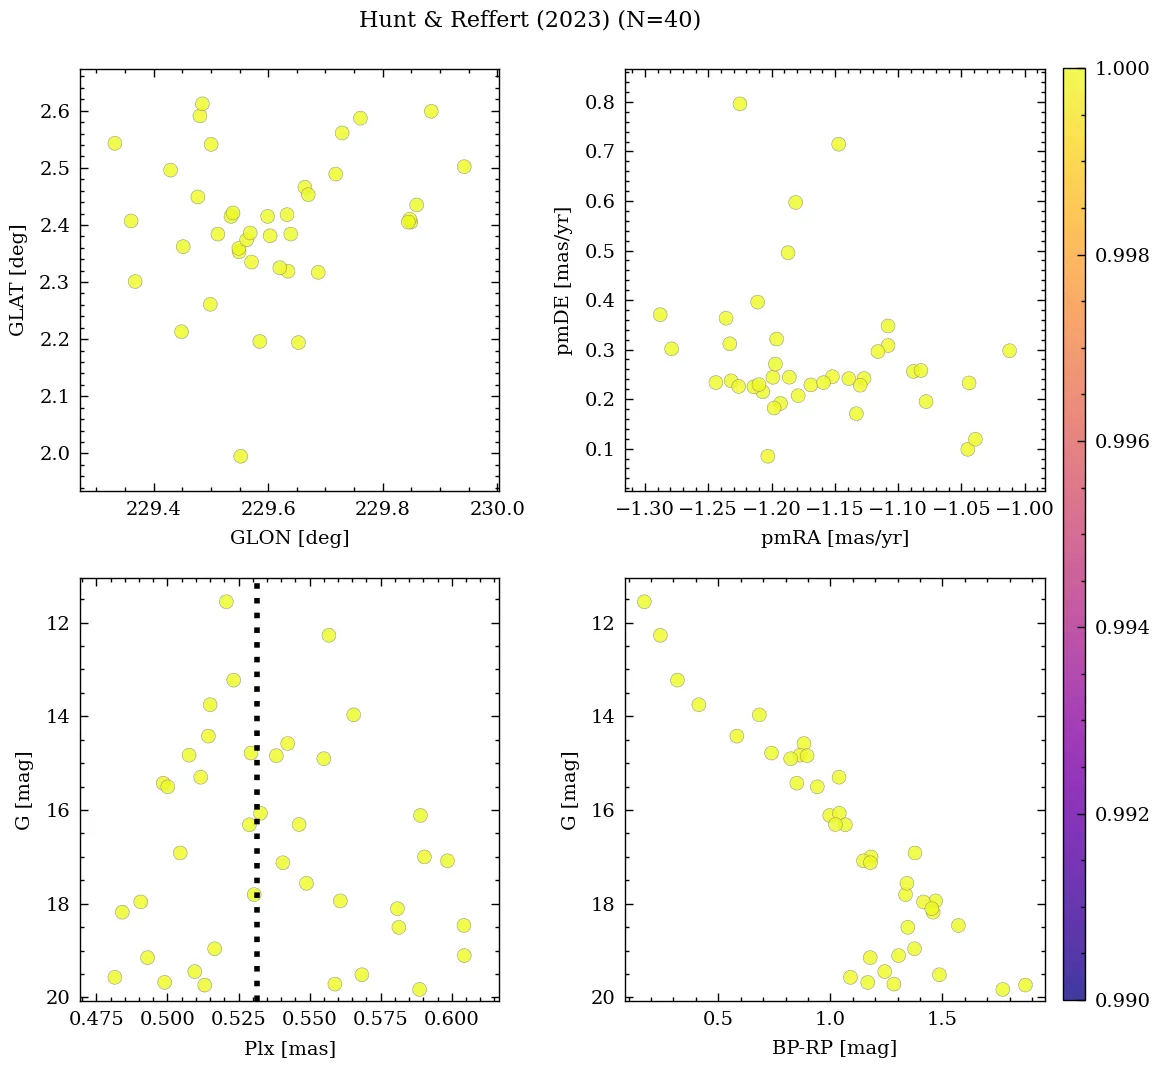 Hunt & Reffert (2023) (N=40)
2.6
2.5
2.4
2.3
2.2
2.1
2.0
GLAT [deg]
229.4 229.6 229.8 230.0
GLON [deg]
0.8
0.7
0.6
0.5
0.4
0.3
0.2
0.1
pmDE [mas/yr]
−1.30 −1.25 −1.20 −1.15 −1.10 −1.05 −1.00
pmRA [mas/yr]
12
14
16
18
20
G [mag]
0.475 0.500 0.525 0.550 0.575 0.600
Plx [mas]
12
14
16
18
20
G [mag]
0.5 1.0 1.5
BP-RP [mag]
1.000
0.998
0.996
0.994
0.992
0.990